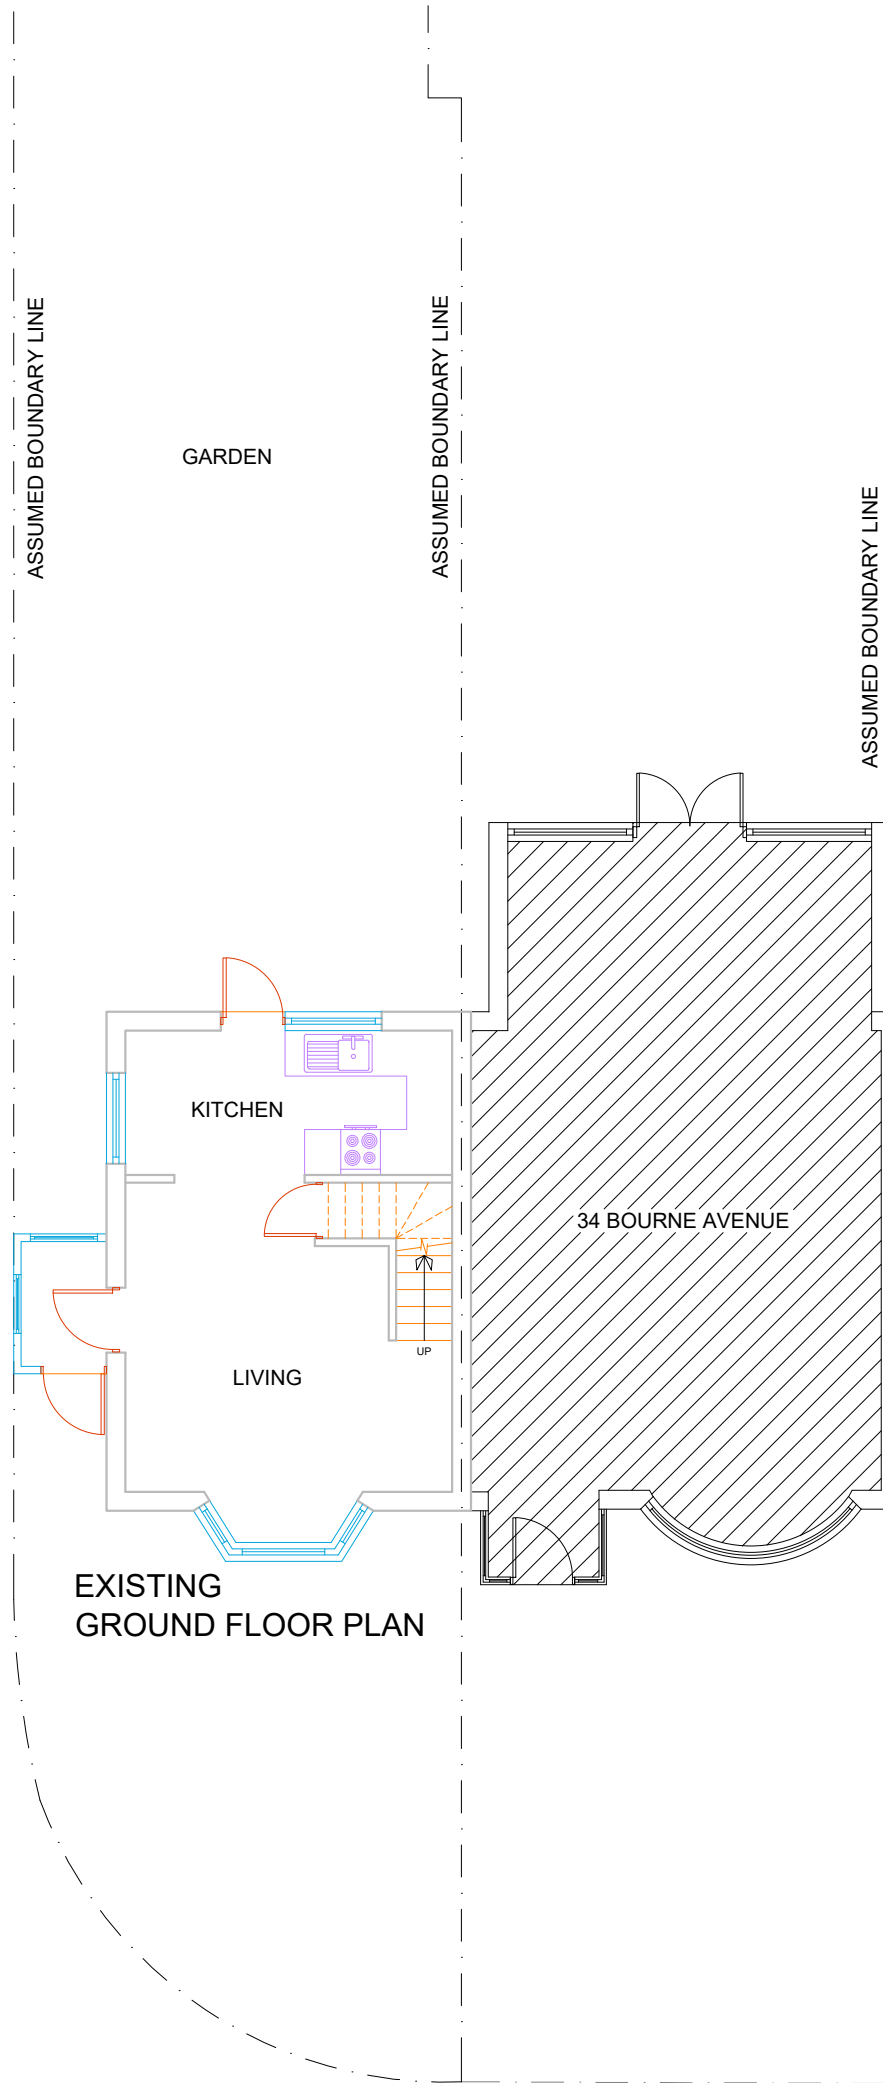 ASSUMED BOUNDARY LINE
ASSUMED BOUNDARY LINE
GARDEN
ASSUMED BOUNDARY LINE
KITCHEN
34 BOURNE AVENUE
UP
LIVING
EXISTING
GROUND FLOOR PLAN